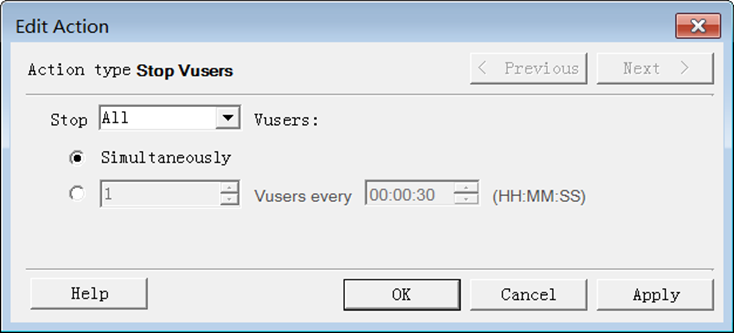 Edit Action
Action type Stop Vusers
< Previous
Next >
Stop All Vusers:
Simultaneously
1 Vusers every 00:00:30 (HH:MM:SS)
Help
OK
Cancel
Apply